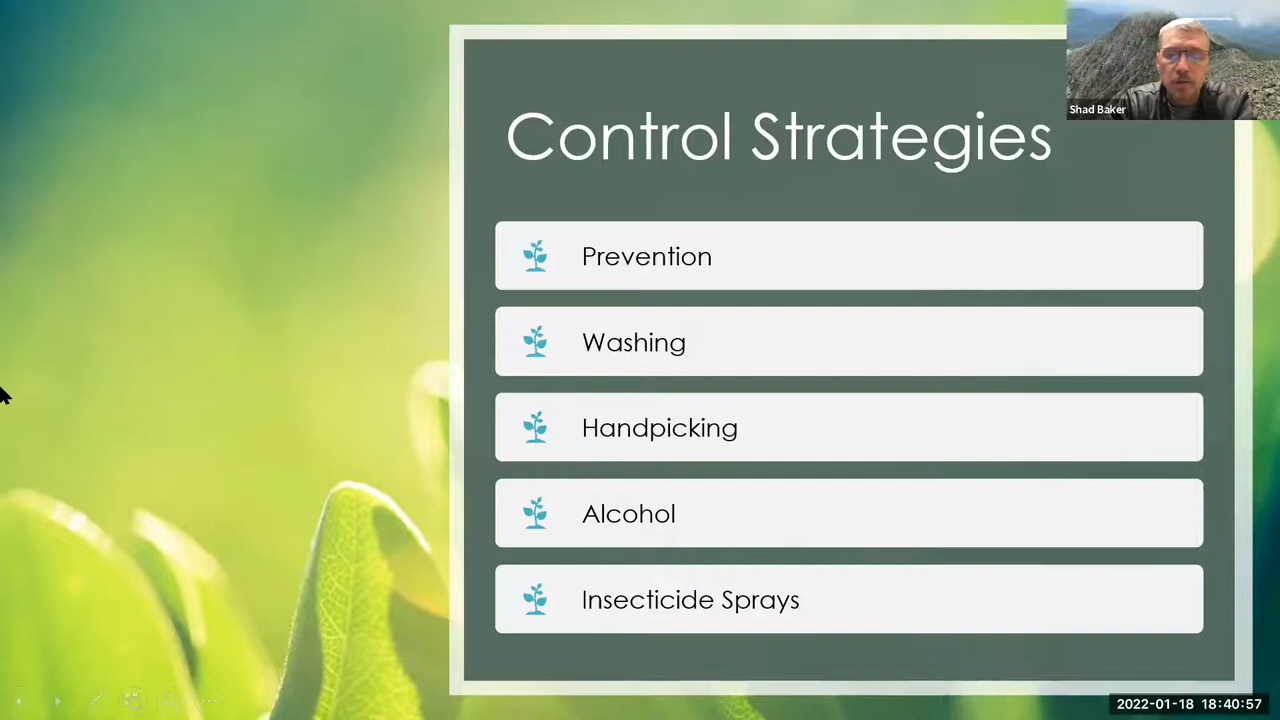 Control Strategies
Shad Baker
Prevention
Washing
Handpicking
Alcohol
Insecticide Sprays
2022-01-18 18:40:57